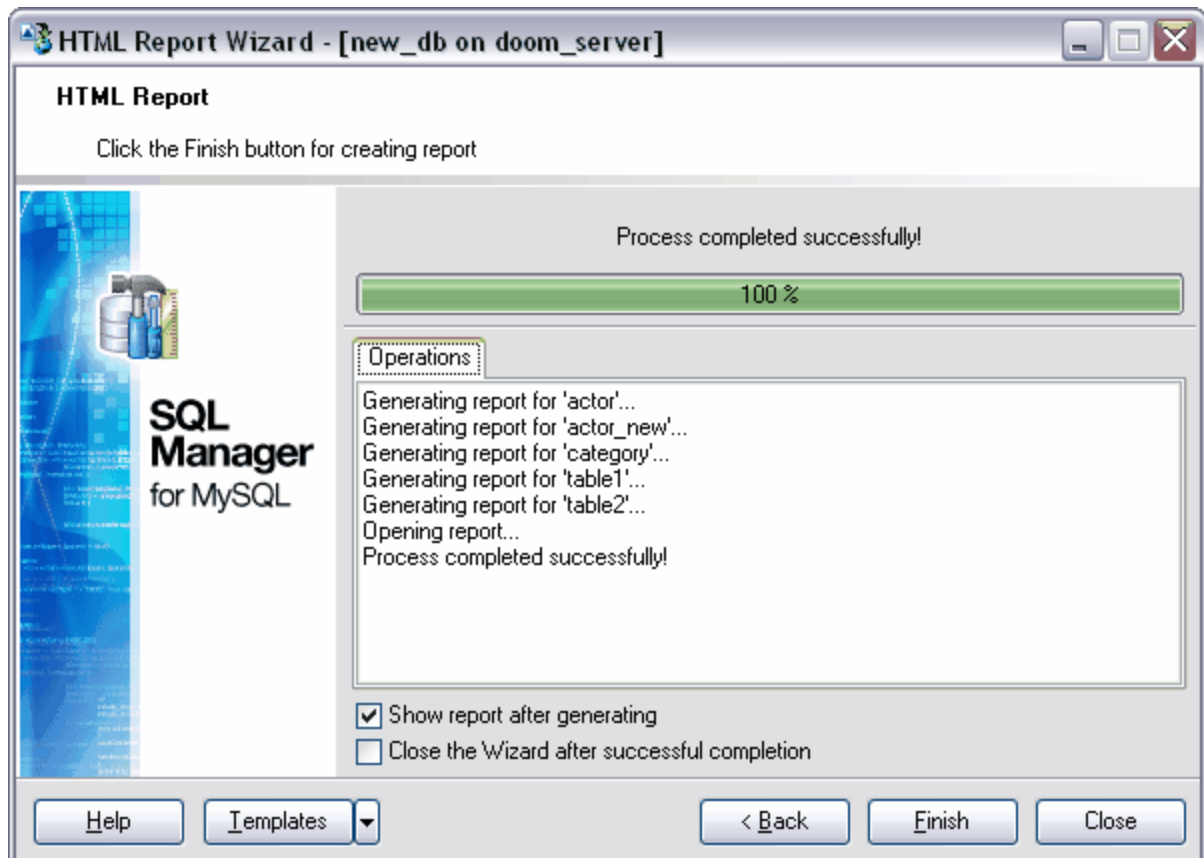 HTML Report Wizard - [new_db on doom_server]
HTML Report
Click the Finish button for creating report
Process completed successfully!
100 %
SQL
Manager
for MySQL
Operations
Generating report for 'actor'...
Generating report for 'actor_new'...
Generating report for 'category'...
Generating report for 'table1'...
Generating report for 'table2'...
Opening report...
Process completed successfully!
Show report after generating
Close the Wizard after successful completion
Help
Templates
< Back
Finish
Close